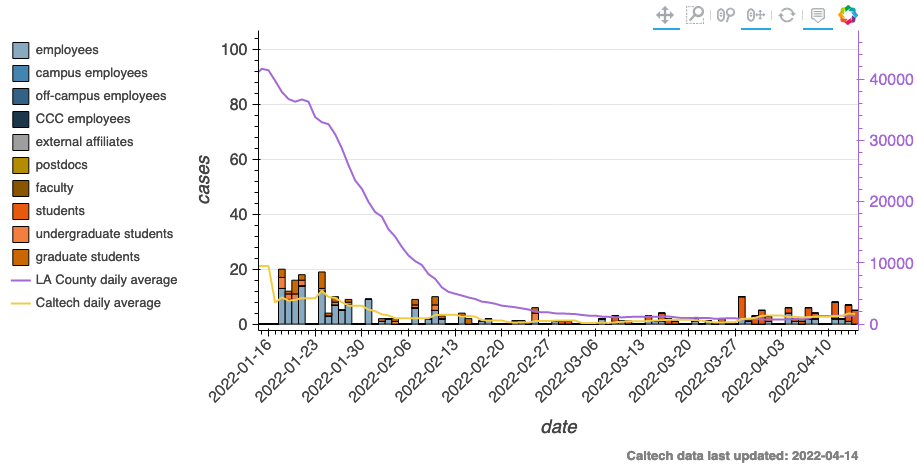 employees
campus employees
off-campus employees
CCC employees
external affiliates
postdocs
faculty
students
undergraduate students
graduate students
LA County daily average
Caltech daily average
cases
100
80
60
40
20
0
40000
30000
20000
10000
0
2022-01-16
2022-01-23
2022-01-30
2022-02-06
2022-02-13
2022-02-20
2022-02-27
2022-03-06
2022-03-13
2022-03-20
2022-03-27
2022-04-03
2022-04-10
date
Caltech data last updated: 2022-04-14